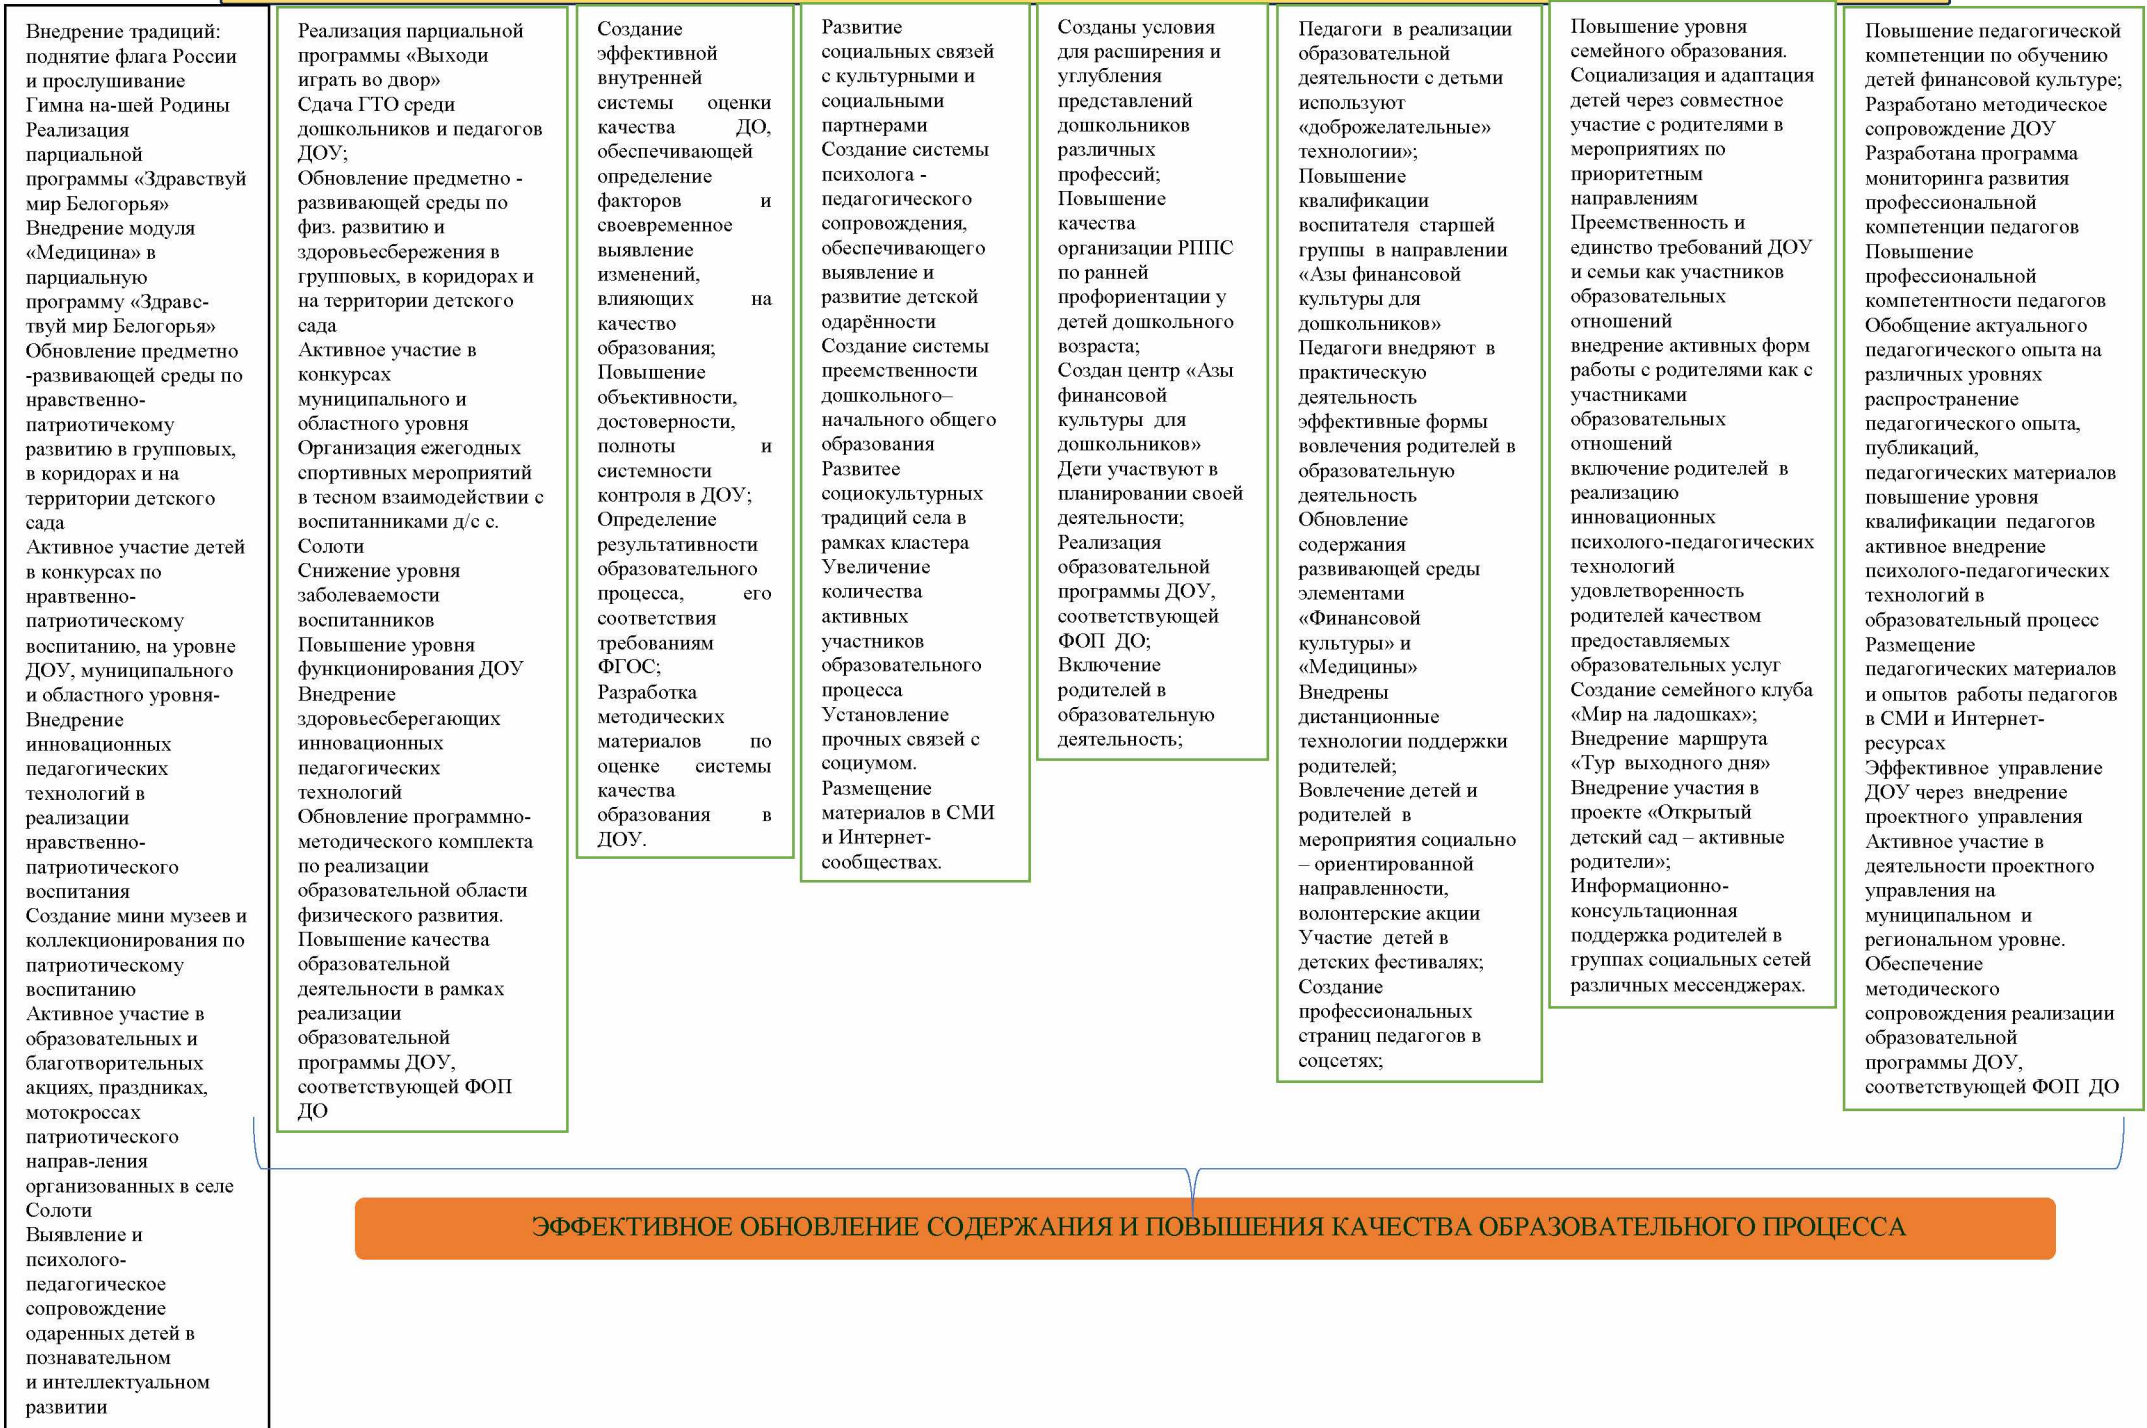 Внедрение традиций:
поднятие флага России
и прослушивание
Гимна на-шей Родины
Реализация
парциальной
программы «Здравствуй
мир Белогорья»
Внедрение модуля
«Медицина» в
парциальную
программу «Здравс-
твуй мир Белогорья»
Обновление предметно
-развивающей среды по
нравственно-
патриотичекому
развитию в групповых,
в коридорах и на
территории детского
сада
Активное участие детей
в конкурсах по
нравтвенно-
патриотическому
воспитанию, на уровне
ДОУ, муниципального
и областного уровня-
Внедрение
инновационных
педагогических
технологий в
реализации
нравственно-
патриотического
воспитания
Создание мини музеев и
коллекционирования по
патриотическому
воспитанию
Активное участие в
образовательных и
благотворительных
акциях, праздниках,
мотокроссах
патриотического
направ-ления
организованных в селе
Солоти
Выявление и
психолого-
педагогическое
сопровождение
одаренных детей в
познавательном
и интеллектуальном
развитии
Реализация парциальной
программы «Выходи
играть во двор»
Сдача ГТО среди
дошкольников и педагогов
ДОУ;
Обновление предметно -
развивающей среды по
физ. развитию и
здоровьесбережения в
групповых, в коридорах и
на территории детского
сада
Активное участие в
конкурсах
муниципального и
областного уровня
Организация ежегодных
спортивных мероприятий
в тесном взаимодействии с
воспитанниками д/с с.
Солоти
Снижение уровня
заболеваемости
воспитанников
Повышение уровня
функционирования ДОУ
Внедрение
здоровьесберегающих
инновационных
педагогических
технологий
Обновление программно-
методического комплекта
по реализации
образовательной области
физического развития.
Повышение качества
образовательной
деятельности в рамках
реализации
образовательной
программы ДОУ,
соответствующей ФОП
ДО
Создание
эффективной
внутренней
системы оценки
качества ДО,
обеспечивающей
определение
факторов и
своевременное
выявление
изменений,
влияющих на
качество
образования;
Повышение
объективности,
достоверности,
полноты и
системности
контроля в ДОУ;
Определение
результативности
образовательного
процесса, его
соответствия
требованиям
ФГОС;
Разработка
методических
материалов по
оценке системы
качества
образования в
ДОУ.
Развитие
социальных связей
с культурными и
социальными
партнерами
Создание системы
психолога -
педагогического
сопровождения,
обеспечивающего
выявление и
развитие детской
одарённости
Создание системы
преемственности
дошкольного–
начального общего
образования
Развитее
социокультурных
традиций села в
рамках кластера
Увеличение
количества
активных
участников
образовательного
процесса
Установление
прочных связей с
социумом.
Размещение
материалов в СМИ
и Интернет-
сообществах.
Созданы условия
для расширения и
углубления
представлений
дошкольников
различных
профессий;
Повышение
качества
организации РППС
по ранней
профориентации у
детей дошкольного
возраста;
Создан центр «Азы
финансовой
культуры для
дошкольников»
Дети участвуют в
планировании своей
деятельности;
Реализация
образовательной
программы ДОУ,
соответствующей
ФОП ДО;
Включение
родителей в
образовательную
деятельность;
Педагоги в реализации
образовательной
деятельности с детьми
используют
«доброжелательные»
технологии»;
Повышение
квалификации
воспитателя старшей
группы в направлении
«Азы финансовой
культуры для
дошкольников»
Педагоги внедряют в
практическую
деятельность
эффективные формы
вовлечения родителей в
образовательную
деятельность
Обновление
содержания
развивающей среды
элементами
«Финансовой
культуры» и
«Медицины»
Внедрены
дистанционные
технологии поддержки
родителей;
Вовлечение детей и
родителей в
мероприятия социально
– ориентированной
направленности,
волонтерские акции
Участие детей в
детских фестивалях;
Создание
профессиональных
страниц педагогов в
соцсетях;
Повышение уровня
семейного образования.
Социализация и адаптация
детей через совместное
участие с родителями в
мероприятиях по
приоритетным
направлениям
Преемственность и
единство требований ДОУ
и семьи как участников
образовательных
отношений
внедрение активных форм
работы с родителями как с
участниками
образовательных
отношений
включение родителей в
реализацию
инновационных
психолого-педагогических
технологий
удовлетворенность
родителей качеством
предоставляемых
образовательных услуг
Создание семейного клуба
«Мир на ладошках»;
Внедрение маршрута
«Тур выходного дня»
Внедрение участия в
проекте «Открытый
детский сад – активные
родители»;
Информационно-
консультационная
поддержка родителей в
группах социальных сетей
различных мессенджерах.
Повышение педагогической
компетенции по обучению
детей финансовой культуре;
Разработано методическое
сопровождение ДОУ
Разработана программа
мониторинга развития
профессиональной
компетенции педагогов
Повышение
профессиональной
компетентности педагогов
Обобщение актуального
педагогического опыта на
различных уровнях
распространение
педагогического опыта,
публикаций,
педагогических материалов
повышение уровня
квалификации педагогов
активное внедрение
психолого-педагогических
технологий в
образовательный процесс
Размещение
педагогических материалов
и опытов работы педагогов
в СМИ и Интернет-
ресурсах
Эффективное управление
ДОУ через внедрение
проектного управления
Активное участие в
деятельности проектного
управления на
муниципальном и
региональном уровне.
Обеспечение
методического
сопровождения реализации
образовательной
программы ДОУ,
соответствующей ФОП ДО
ЭФФЕКТИВНОЕ ОБНОВЛЕНИЕ СОДЕРЖАНИЯ И ПОВЫШЕНИЯ КАЧЕСТВА ОБРАЗОВАТЕЛЬНОГО ПРОЦЕССА